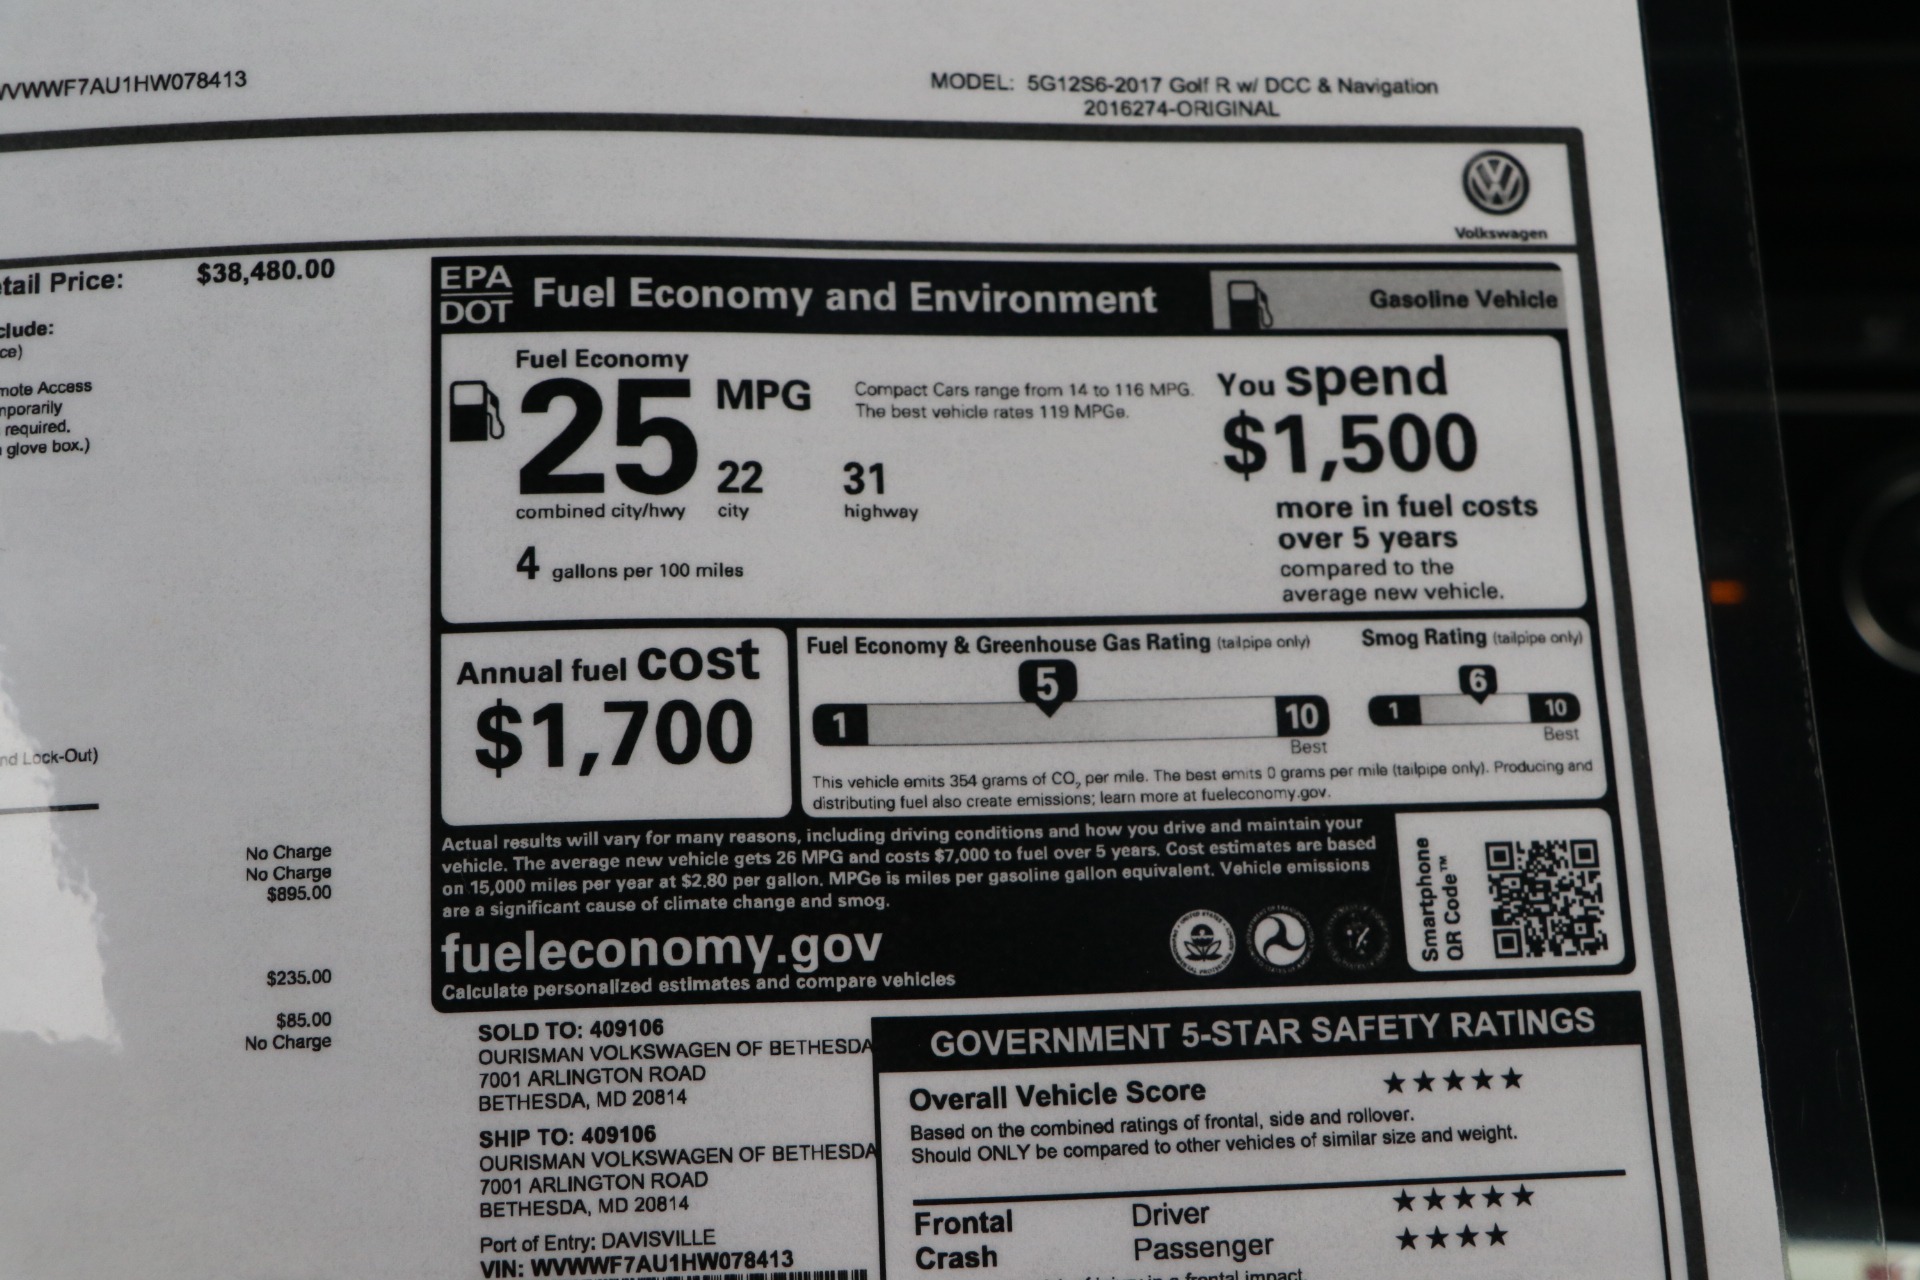 WVWWF7AU1HW078413
MODEL: 5G12S6-2017 Golf R w/ DCC & Navigation
2016274-ORIGINAL
Volkswagen
Price:
$38,480.00
ce)
Access
required.
glove box.)
Lock-Out)
No Charge
No Charge
$895.00
$235.00
$85.00
No Charge
EPA
DOT
Fuel Economy and Environment
Gasoline Vehicle
Fuel Economy
25 MPG
combined city/hwy
22
city
31
highway
4 gallons per 100 miles
Compact Cars range from 14 to 116 MPG.
The best vehicle rates 119 MPGe.
You spend
$1,500
more in fuel costs
over 5 years
compared to the
average new vehicle.
Annual fuel cost
$1,700
Fuel Economy & Greenhouse Gas Rating (tailpipe only)
5
1
10
Best
Smog Rating (tailpipe only)
6
1
10
Best
This vehicle emits 354 grams of CO₂ per mile. The best emits 0 grams per mile (tailpipe only). Producing and
distributing fuel also create emissions; learn more at fueleconomy.gov.
Actual results will vary for many reasons, including driving conditions and how you drive and maintain your
vehicle. The average new vehicle gets 26 MPG and costs $7,000 to fuel over 5 years. Cost estimates are based
on 15,000 miles per year at $2.80 per gallon. MPGe is miles per gasoline gallon equivalent. Vehicle emissions
are a significant cause of climate change and smog.
fueleconomy.gov
Calculate personalized estimates and compare vehicles
Smartphone
QR Code™
SOLD TO: 409106
OURISMAN VOLKSWAGEN OF BETHESDA
7001 ARLINGTON ROAD
BETHESDA, MD 20814
SHIP TO: 409106
OURISMAN VOLKSWAGEN OF BETHESDA
7001 ARLINGTON ROAD
BETHESDA, MD 20814
Port of Entry: DAVISVILLE
VIN: WVWWF7AU1HW078413
GOVERNMENT 5-STAR SAFETY RATINGS
Overall Vehicle Score ★★★★★
Based on the combined ratings of frontal, side and rollover.
Should ONLY be compared to other vehicles of similar size and weight.
Frontal
Crash
Driver ★★★★★
Passenger ★★★★
in a frontal impact.